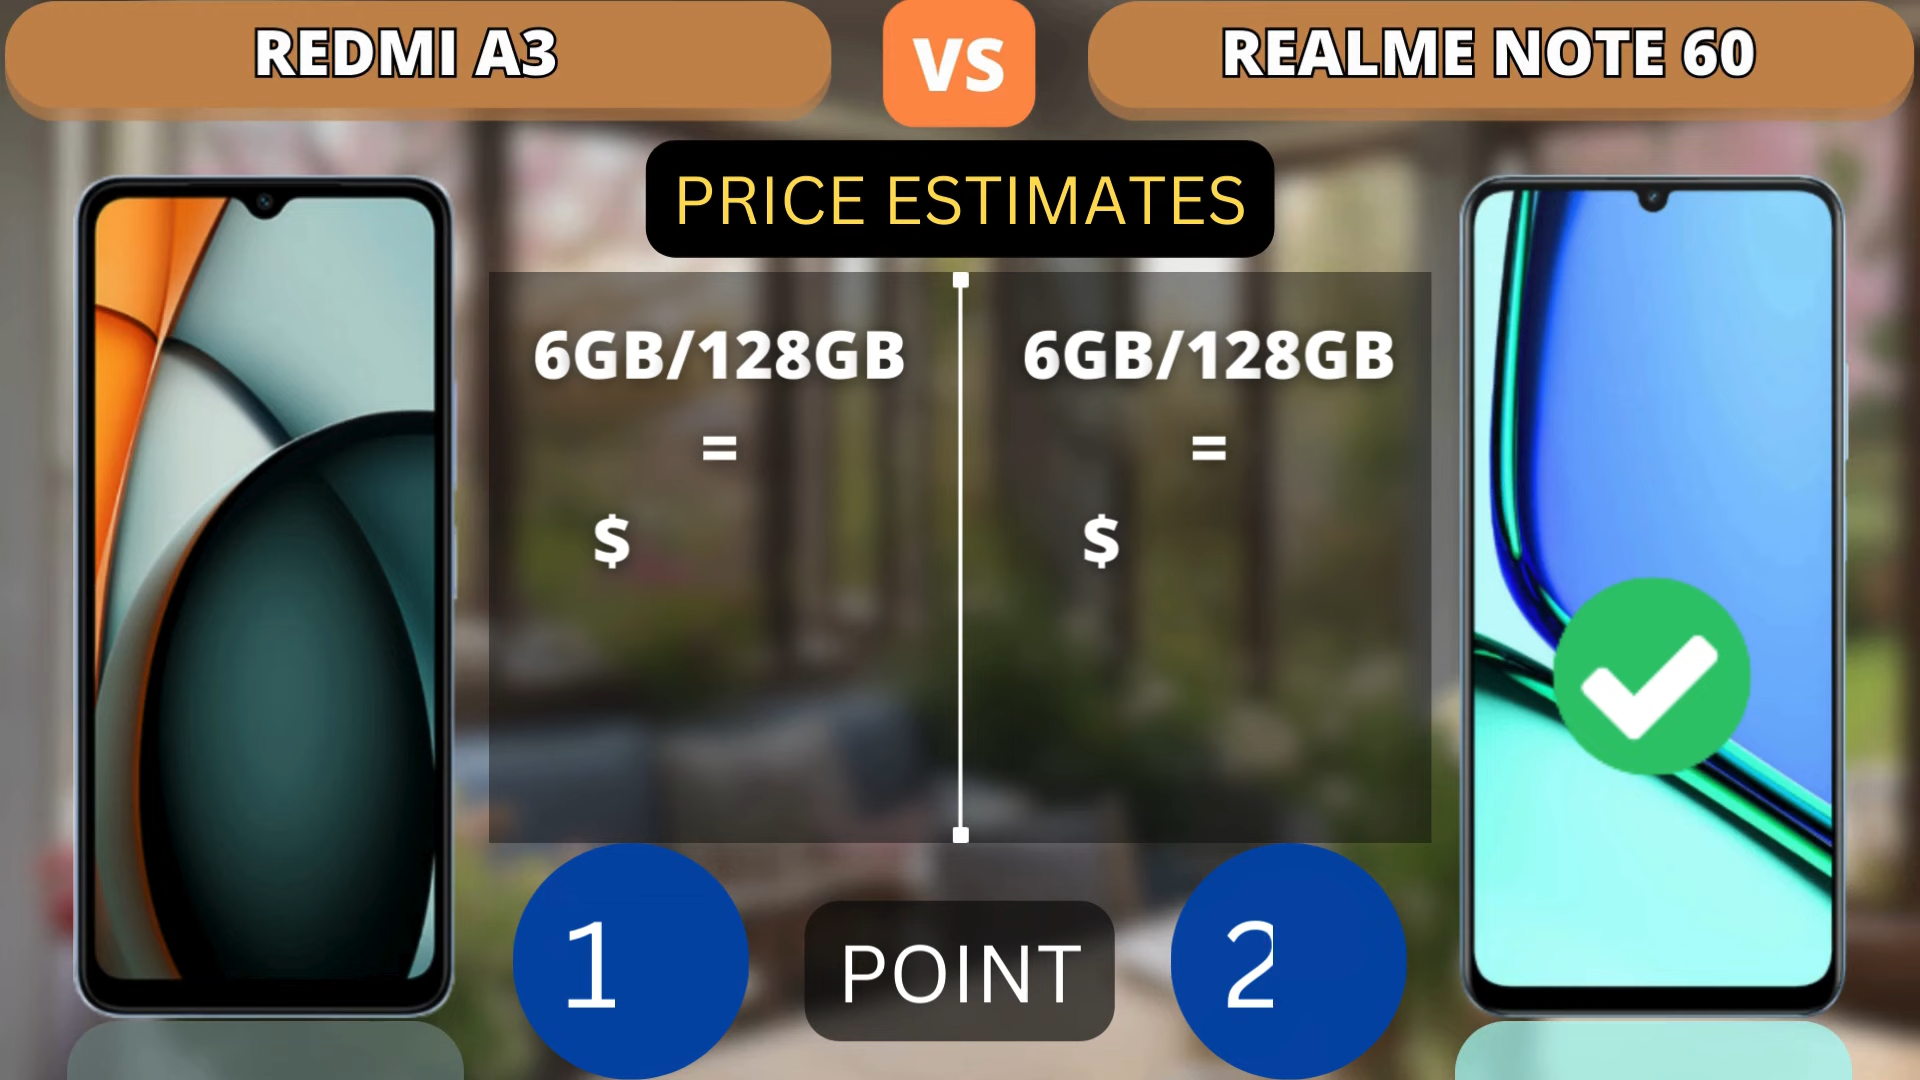 REDMI A3
VS
REALME NOTE 60
PRICE ESTIMATES
6GB/128GB
=
$
6GB/128GB
=
$
1
POINT
2